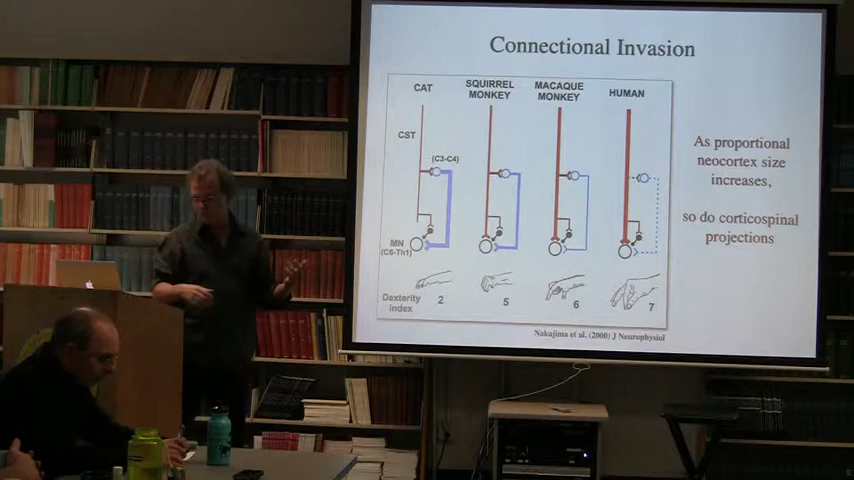 Connectional Invasion
CAT
SQUIRREL
MONKEY
MACAQUE
MONKEY
HUMAN
CST
(C3-C4)
MN
(C6-Th1)
Dexterity
index
2
5
6
7
Nakajima et al. (2000) J Neurophysiol
As proportional
neocortex size
increases,
so do corticospinal
projections